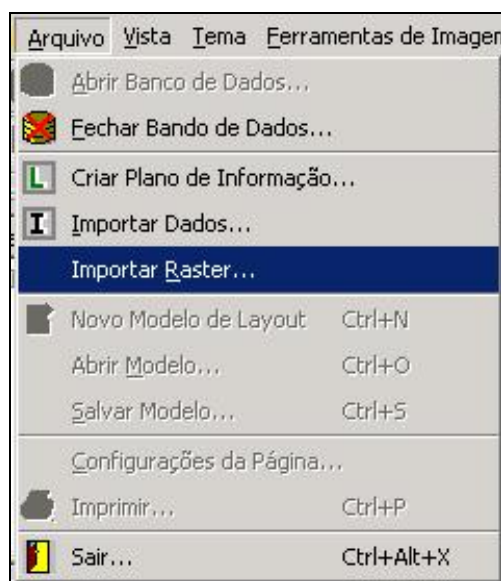 Arquivo Vista Tema Ferramentas de Imagen
Abrir Banco de Dados...
Fechar Bando de Dados...
L Criar Plano de Informação...
I Importar Dados...
Importar Raster...
Novo Modelo de Layout Ctrl+N
Abrir Modelo... Ctrl+O
Salvar Modelo... Ctrl+S
Configurações da Página...
Imprimir... Ctrl+P
Sair... Ctrl+Alt+X